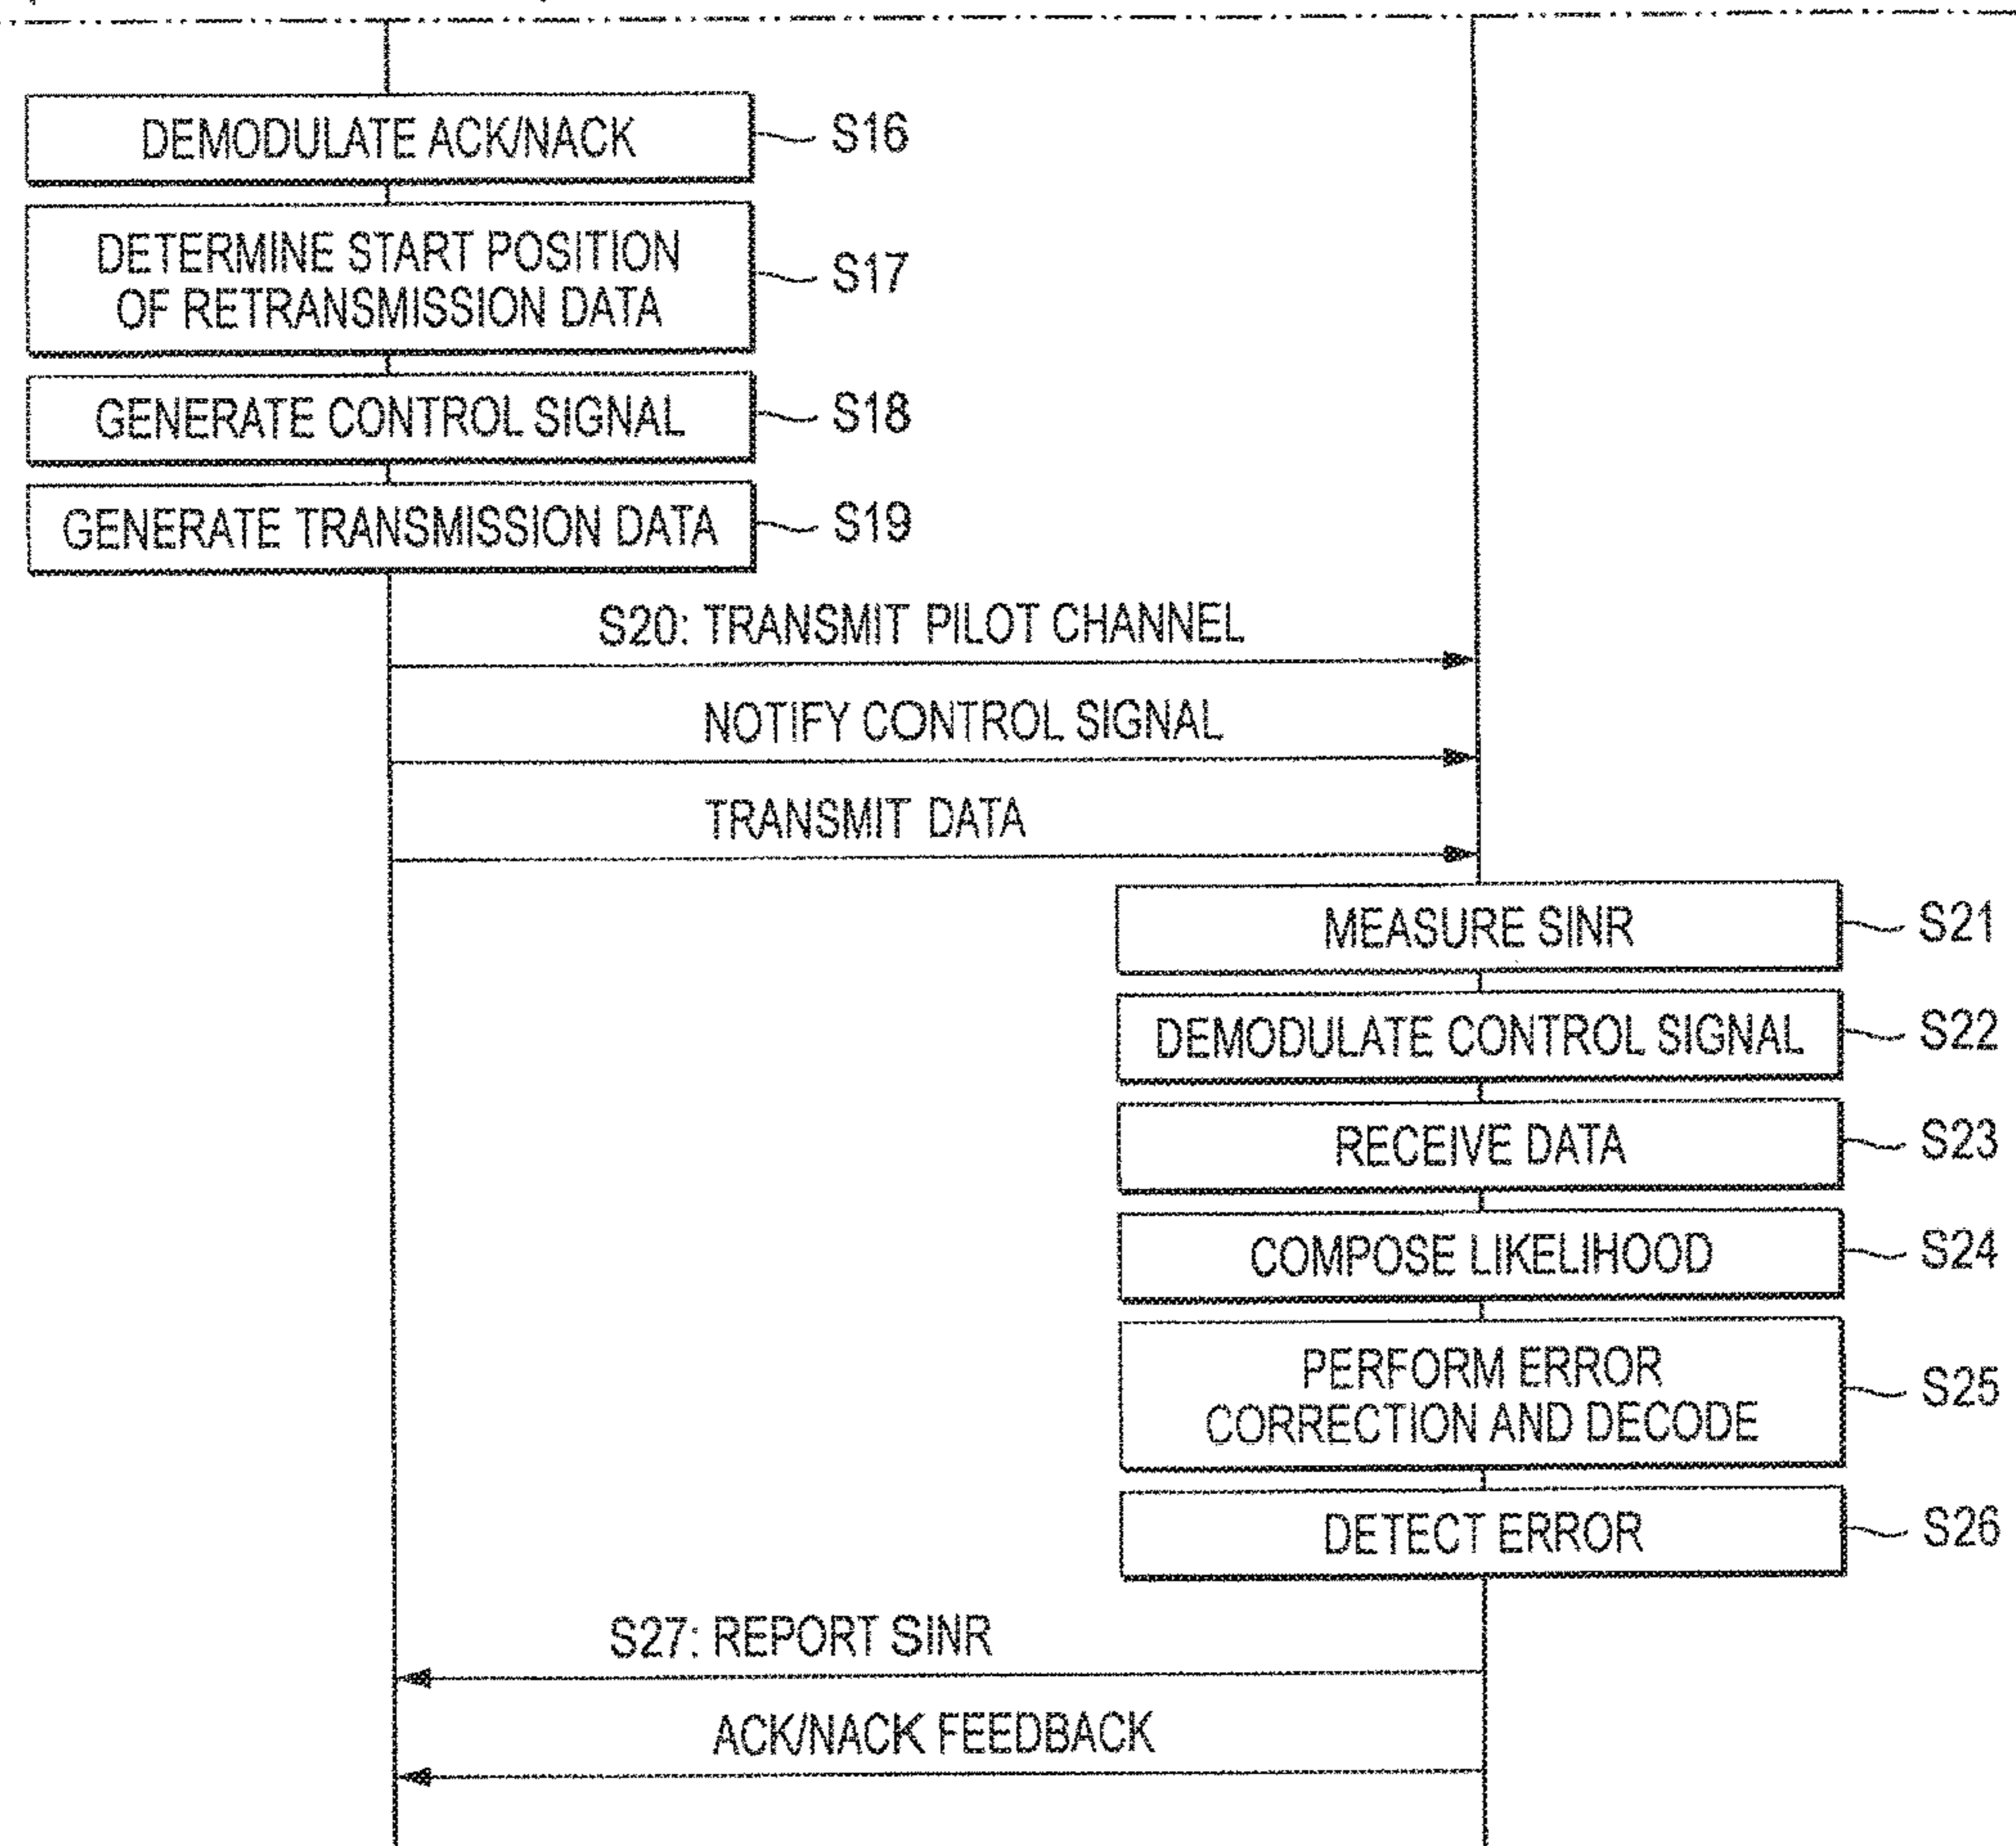 DEMODULATE ACK/NACK
S16
DETERMINE START POSITION
OF RETRANSMISSION DATA
S17
GENERATE CONTROL SIGNAL
S18
GENERATE TRANSMISSION DATA
S19
S20: TRANSMIT PILOT CHANNEL
NOTIFY CONTROL SIGNAL
TRANSMIT DATA
MEASURE SINR
S21
DEMODULATE CONTROL SIGNAL
S22
RECEIVE DATA
S23
COMPOSE LIKELIHOOD
S24
PERFORM ERROR
CORRECTION AND DECODE
S25
DETECT ERROR
S26
S27: REPORT SINR
ACK/NACK FEEDBACK